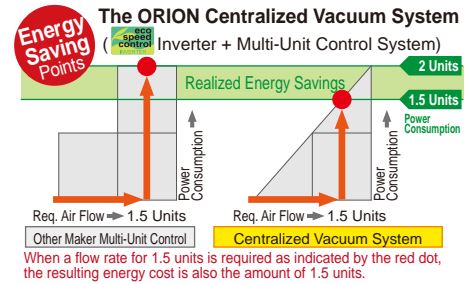 Energy
Saving
Points
The ORION Centralized Vacuum System
( eco speed control INVERTER Inverter + Multi-Unit Control System)
Realized Energy Savings
2 Units
1.5 Units
Power
Consumption
Power
Consumption
Power
Consumption
Req. Air Flow ➡ 1.5 Units
Req. Air Flow ➡ 1.5 Units
Other Maker Multi-Unit Control
Centralized Vacuum System
When a flow rate for 1.5 units is required as indicated by the red dot,
the resulting energy cost is also the amount of 1.5 units.